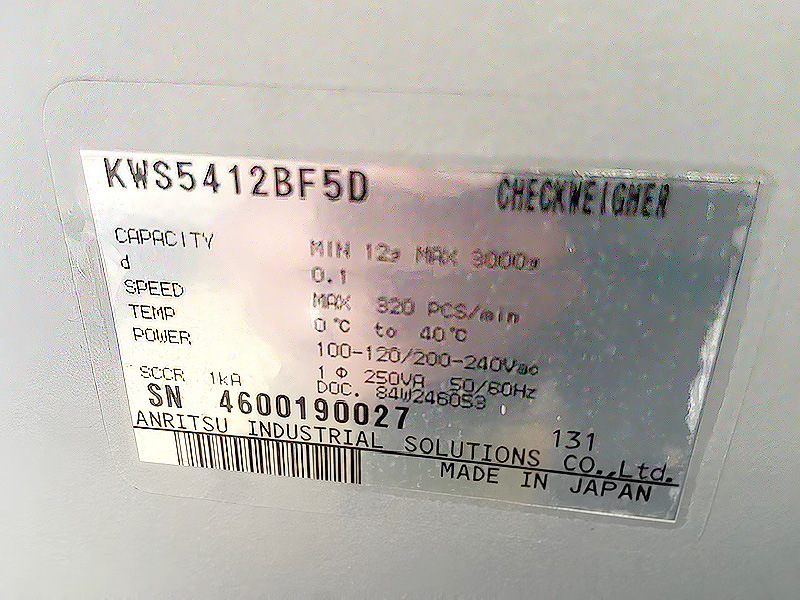 KWS5412BF5D CHECKWEIGHER
CAPACITY MIN 12g MAX 3000g
d 0.1
SPEED MAX 320 PCS/min
TEMP 0℃ to 40℃
POWER 100-120/200-240Vac
1 Φ 250VA 50/60Hz
SCCR 1kA DOC. 84W246053
SN 4600190027 131
ANRITSU INDUSTRIAL SOLUTIONS CO.,Ltd.
MADE IN JAPAN